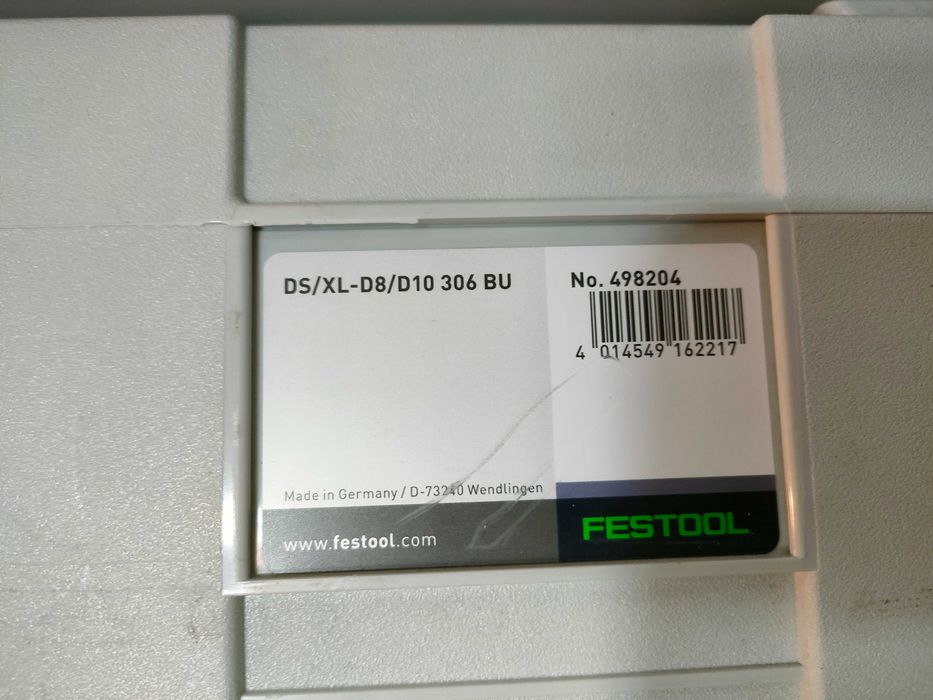 DS/XL-D8/D10 306 BU
No. 498204
4 014549 162217
Made in Germany / D-73240 Wendlingen
www.festool.com
FESTOOL